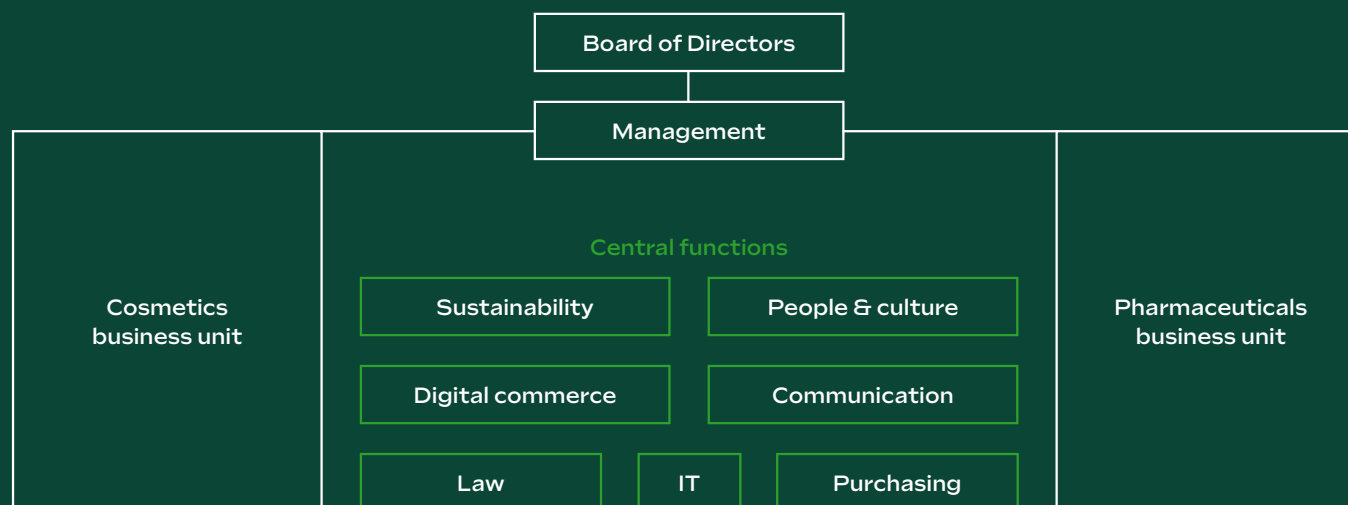 Board of Directors
Management
Central functions
Cosmetics
business unit
Sustainability
People & culture
Pharmaceuticals
business unit
Digital commerce
Communication
Law
IT
Purchasing